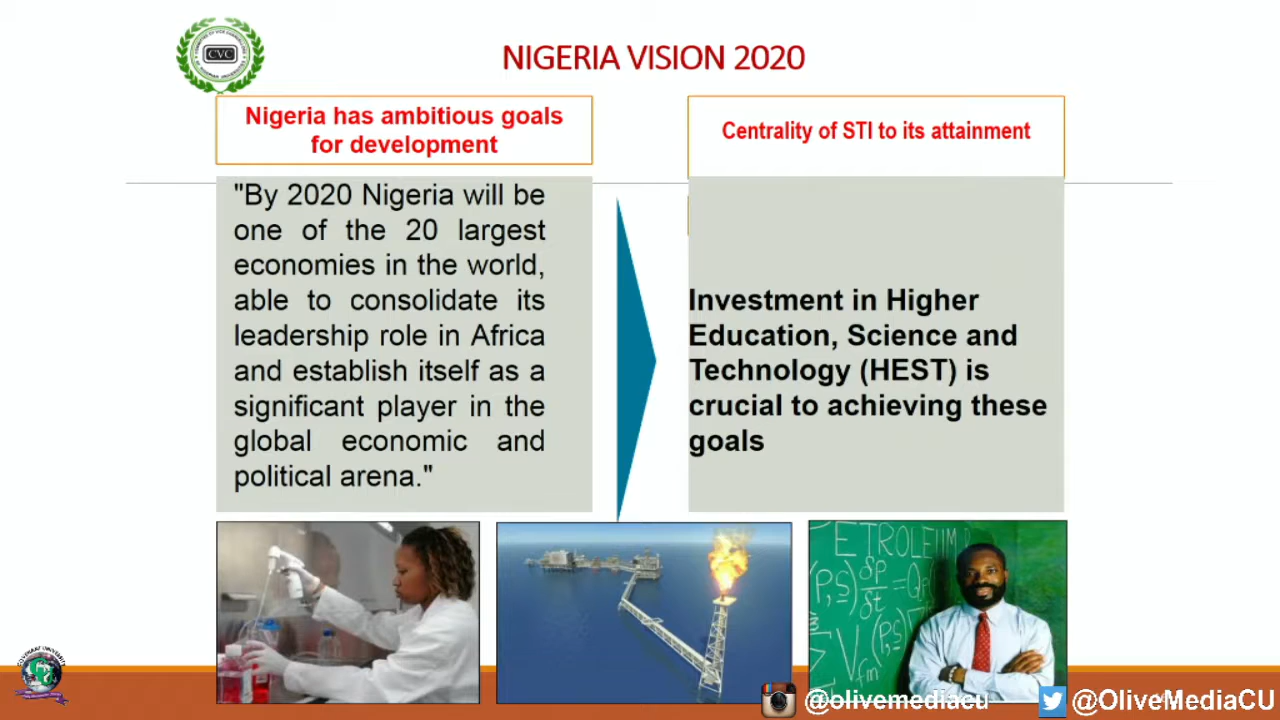 CVC
NIGERIA VISION 2020
Nigeria has ambitious goals
for development
Centrality of STI to its attainment
"By 2020 Nigeria will be
one of the 20 largest
economies in the world,
able to consolidate its
leadership role in Africa
and establish itself as a
significant player in the
global economic and
political arena."
Investment in Higher
Education, Science and
Technology (HEST) is
crucial to achieving these
goals
PETROLEUM
COVENANT UNIVERSITY
@olivemediacu
@OliveMediaCU